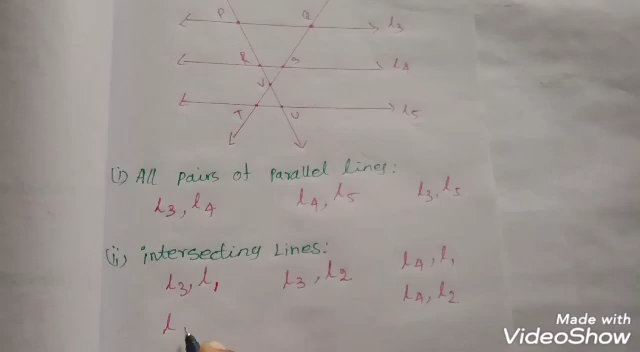 P Q l3
R S l4
V
T U l5
(i) All pairs of parallel lines:
l3, l4 l4, l5 l3, l5
(ii) intersecting Lines:
l3, l1 l3, l2 l4, l1
l4, l2
l
Made with
VideoShow